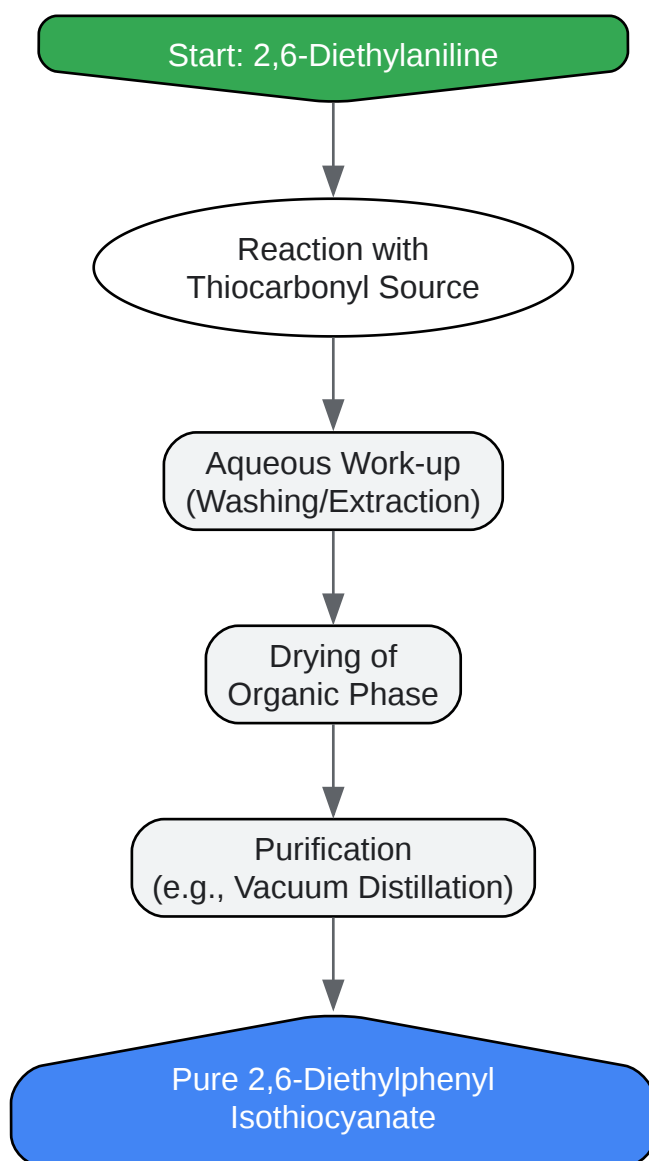 Start: 2,6-Diethylaniline
Reaction with
Thiocarbonyl Source
Aqueous Work-up
(Washing/Extraction)
Drying of
Organic Phase
Purification
(e.g., Vacuum Distillation)
Pure 2,6-Diethylphenyl
Isothiocyanate